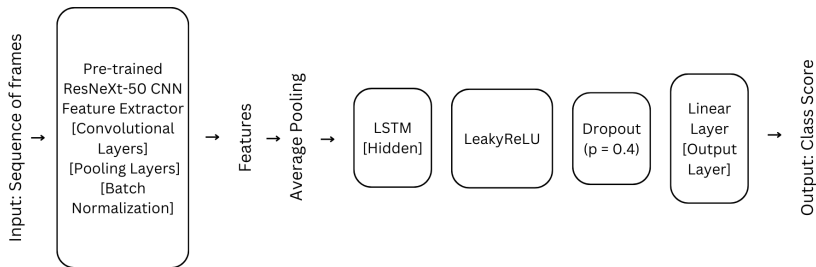 Input: Sequence of frames
→
Pre-trained
ResNeXt-50 CNN
Feature Extractor
[Convolutional
Layers]
[Pooling Layers]
[Batch
Normalization]
→
Features
→
Average Pooling
→
LSTM
[Hidden]
LeakyReLU
Dropout
(p = 0.4)
Linear
Layer
[Output
Layer]
→
Output: Class Score